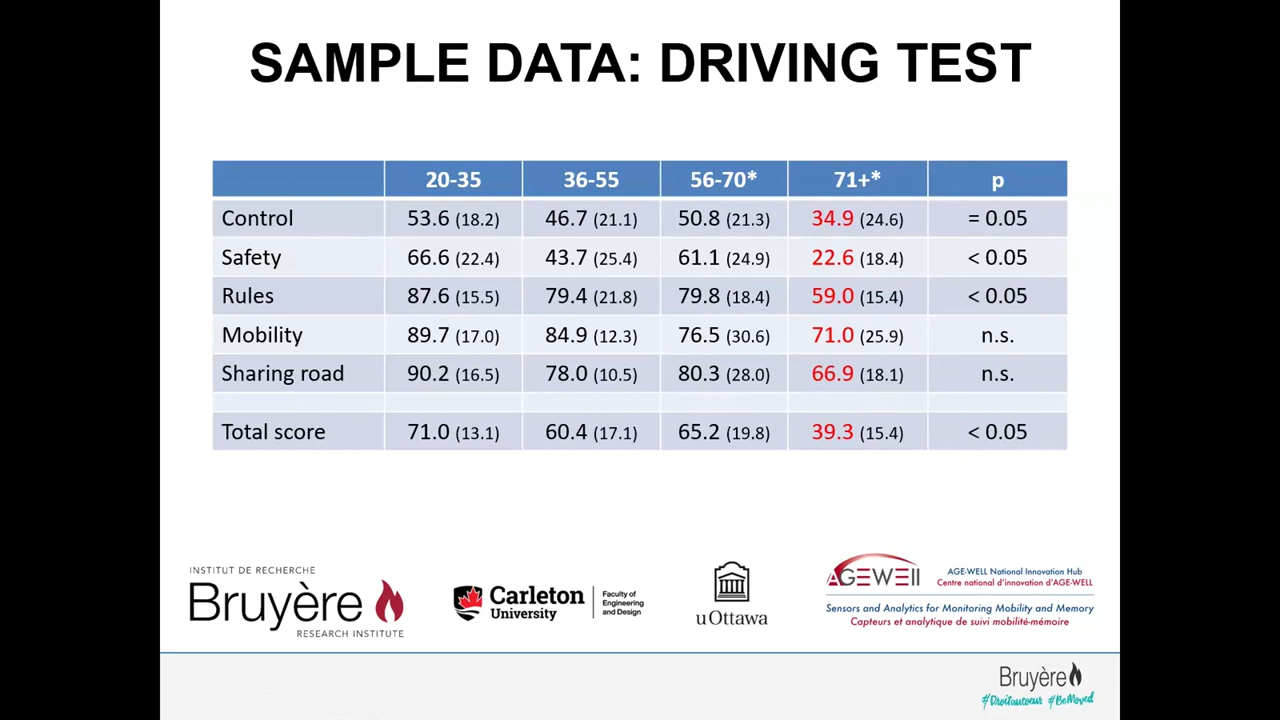 SAMPLE DATA: DRIVING TEST
20-35 36-55 56-70* 71+* p
Control 53.6 (18.2) 46.7 (21.1) 50.8 (21.3) 34.9 (24.6) = 0.05
Safety 66.6 (22.4) 43.7 (25.4) 61.1 (24.9) 22.6 (18.4) < 0.05
Rules 87.6 (15.5) 79.4 (21.8) 79.8 (18.4) 59.0 (15.4) < 0.05
Mobility 89.7 (17.0) 84.9 (12.3) 76.5 (30.6) 71.0 (25.9) n.s.
Sharing road 90.2 (16.5) 78.0 (10.5) 80.3 (28.0) 66.9 (18.1) n.s.
Total score 71.0 (13.1) 60.4 (17.1) 65.2 (19.8) 39.3 (15.4) < 0.05
INSTITUT DE RECHERCHE
Bruyère
RESEARCH INSTITUTE
Carleton
University
Faculty of
Engineering
and Design
uOttawa
AGEWELL
AGE-WELL National Innovation Hub
Centre national d'innovation d'AGE-WELL
Sensors and Analytics for Monitoring Mobility and Memory
Capteurs et analytique de suivi mobilité-mémoire
Bruyère
#Droitaucoeur #BeMoved